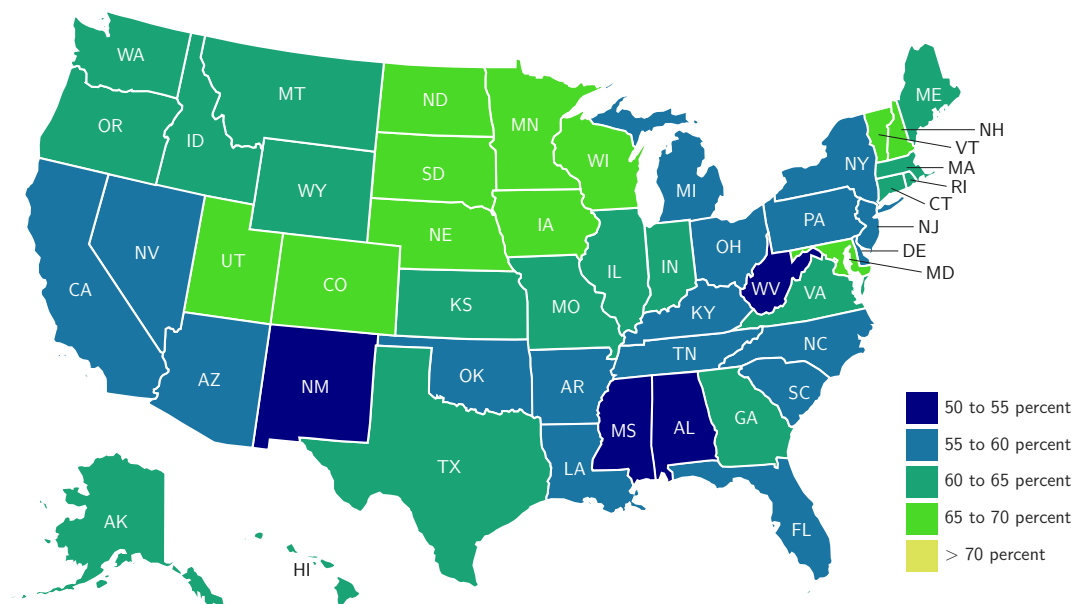 WA
MT
ND
MN
ME
OR
ID
SD
WI
NH
VT
NY
MA
WY
MI
RI
CT
NE
IA
PA
NJ
NV
UT
OH
DE
CO
IL
IN
MD
CA
WV
VA
KS
MO
KY
NC
TN
AZ
NM
OK
AR
SC
GA
MS
AL
TX
LA
FL
AK
HI
50 to 55 percent
55 to 60 percent
60 to 65 percent
65 to 70 percent
> 70 percent